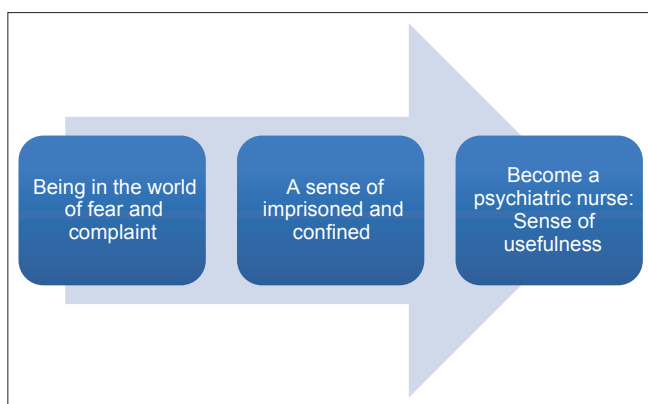 Being in the world
of fear and
complaint
A sense of
imprisoned and
confined
Become a
psychiatric nurse:
Sense of
usefulness